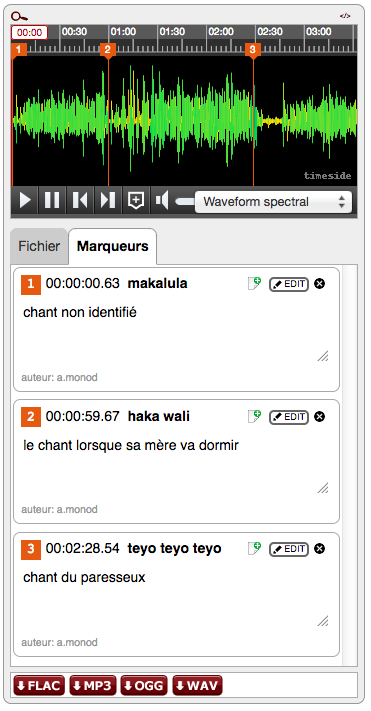 </>
00:00 00:30 01:00 01:30 02:00 02:30 03:00
1 2 3
timeside
Waveform spectral
Fichier Marqueurs
1 00:00:00.63 makalula EDIT
chant non identifié
auteur: a.monod
2 00:00:59.67 haka wali EDIT
le chant lorsque sa mère va dormir
auteur: a.monod
3 00:02:28.54 teyo teyo teyo EDIT
chant du paresseux
auteur: a.monod
FLAC MP3 OGG WAV